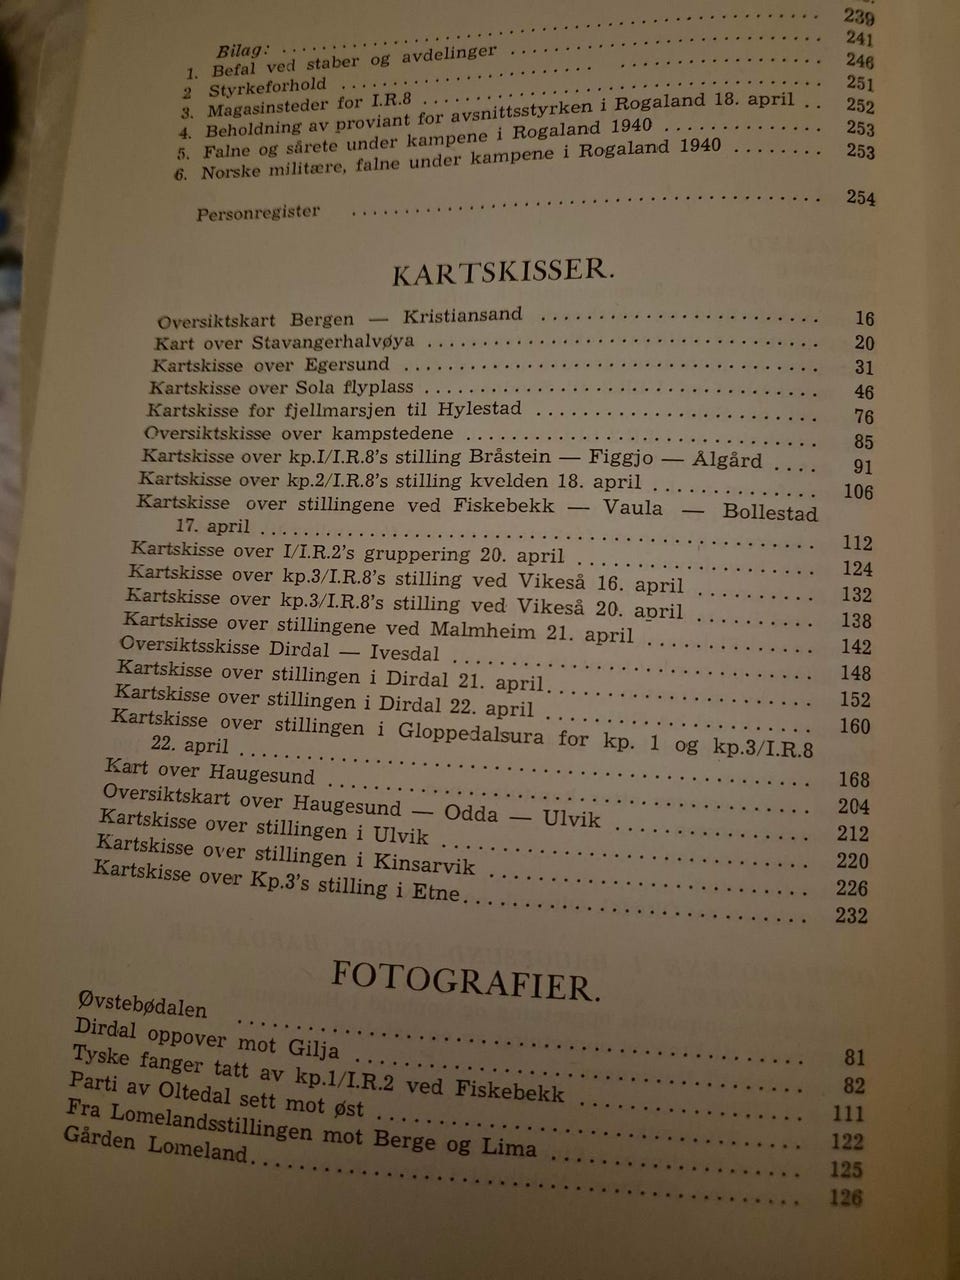 239
Bilag: 241
1. Befal ved staber og avdelinger 246
2 Styrkeforhold 251
3. Magasinsteder for I.R.8 252
4. Beholdning av proviant for avsnittsstyrken i Rogaland 18. april . . 253
5. Falne og sårete under kampene i Rogaland 1940 253
6. Norske militære, falne under kampene i Rogaland 1940
Personregister 254
KARTSKISSER.
Oversiktskart Bergen — Kristiansand 16
Kart over Stavangerhalvøya 20
Kartskisse over Egersund 31
Kartskisse over Sola flyplass 46
Kartskisse for fjellmarsjen til Hylestad 76
Oversiktskisse over kampstedene 85
Kartskisse over kp.I/I.R.8's stilling Bråstein — Figgjo — Ålgård 91
Kartskisse over kp.2/I.R.8's stilling kvelden 18. april 106
Kartskisse over stillingene ved Fiskebekk — Vaula — Bollestad
17. april 112
Kartskisse over I/I.R.2's gruppering 20. april 124
Kartskisse over kp.3/I.R.8's stilling ved Vikeså 16. april 132
Kartskisse over kp.3/I.R.8's stilling ved Vikeså 20. april 138
Kartskisse over stillingene ved Malmheim 21. april 142
Oversiktsskisse Dirdal — Ivesdal 148
Kartskisse over stillingen i Dirdal 21. april 152
Kartskisse over stillingen i Dirdal 22. april 160
Kartskisse over stillingen i Gloppedalsura for kp. 1 og kp.3/I.R.8
22. april 168
Kart over Haugesund 204
Oversiktskart over Haugesund — Odda — Ulvik 212
Kartskisse over stillingen i Ulvik 220
Kartskisse over stillingen i Kinsarvik 226
Kartskisse over Kp.3's stilling i Etne 232
FOTOGRAFIER.
Øvstebødalen 81
Dirdal oppover mot Gilja 82
Tyske fanger tatt av kp.1/I.R.2 ved Fiskebekk 111
Parti av Oltedal sett mot øst 122
Fra Lomelandsstillingen mot Berge og Lima 125
Gården Lomeland 126